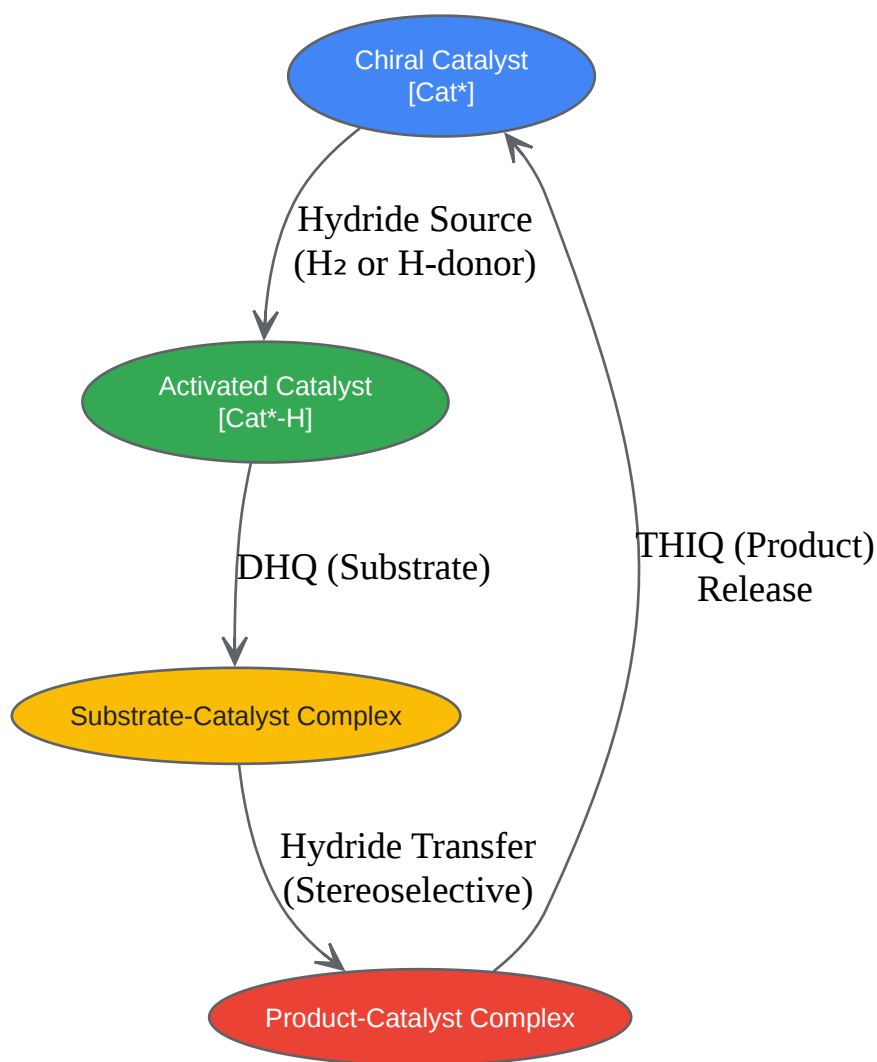 Chiral Catalyst
[Cat*]
Hydride Source
(H₂ or H-donor)
Activated Catalyst
[Cat*-H]
DHQ (Substrate)
THIQ (Product)
Release
Substrate-Catalyst Complex
Hydride Transfer
(Stereoselective)
Product-Catalyst Complex